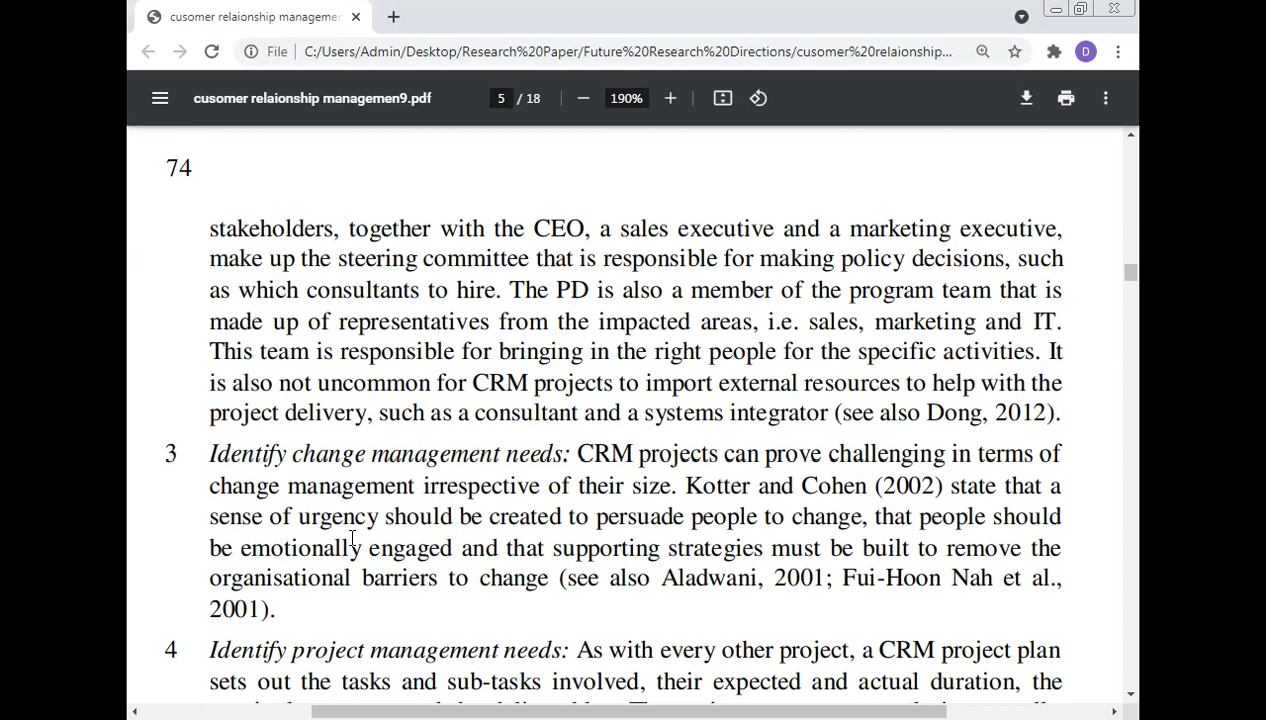 cusomer relaionship managemen
File C:/Users/Admin/Desktop/Research%20Paper/Future%20Research%20Directions/cusomer%20relaionship... D
cusomer relaionship managemen9.pdf 5 / 18 190%
74
stakeholders, together with the CEO, a sales executive and a marketing executive,
make up the steering committee that is responsible for making policy decisions, such
as which consultants to hire. The PD is also a member of the program team that is
made up of representatives from the impacted areas, i.e. sales, marketing and IT.
This team is responsible for bringing in the right people for the specific activities. It
is also not uncommon for CRM projects to import external resources to help with the
project delivery, such as a consultant and a systems integrator (see also Dong, 2012).
3 Identify change management needs: CRM projects can prove challenging in terms of
change management irrespective of their size. Kotter and Cohen (2002) state that a
sense of urgency should be created to persuade people to change, that people should
be emotionally engaged and that supporting strategies must be built to remove the
organisational barriers to change (see also Aladwani, 2001; Fui-Hoon Nah et al.,
2001).
4 Identify project management needs: As with every other project, a CRM project plan
sets out the tasks and sub-tasks involved, their expected and actual duration, the